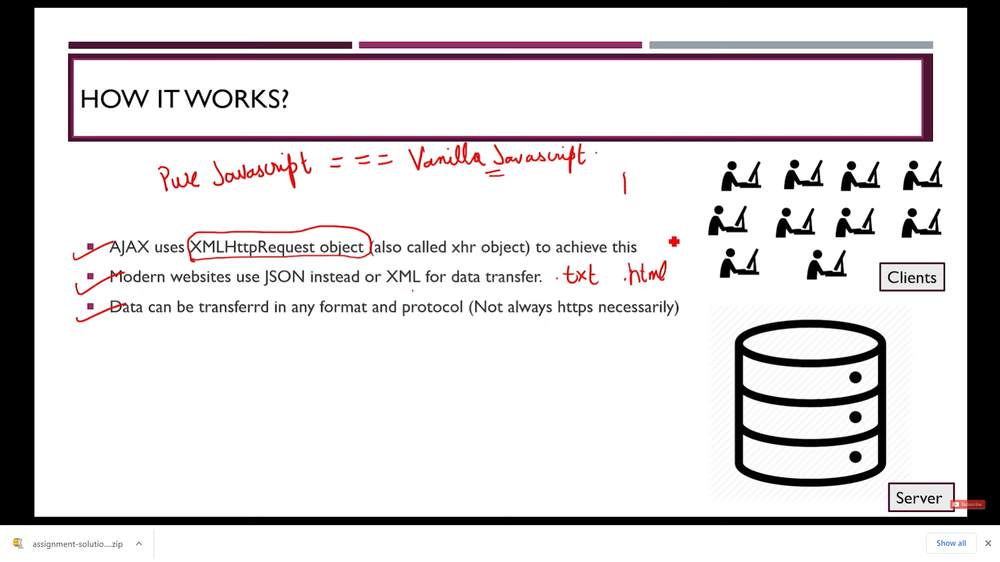 HOW IT WORKS?
Pure Javascript = = = Vanilla Javascript.
AJAX uses XMLHttpRequest object (also called xhr object) to achieve this
Modern websites use JSON instead or XML for data transfer. .txt .html
Data can be transferrd in any format and protocol (Not always https necessarily)
Clients
Server
Subscribe
assignment-solutio....zip
Show all